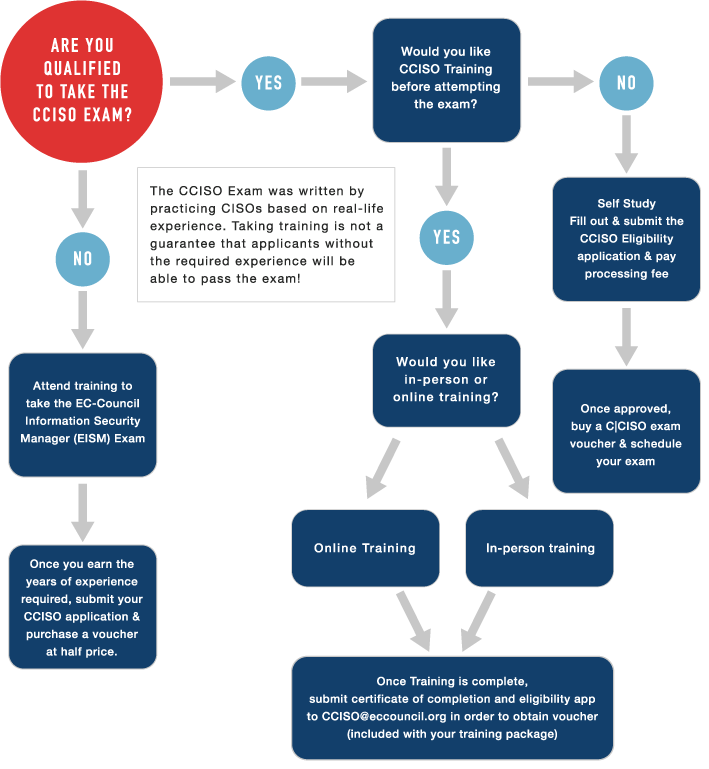 ARE YOU
QUALIFIED
TO TAKE THE
CCISO EXAM?
YES
Would you like
CCISO Training
before attempting
the exam?
NO
The CCISO Exam was written by
practicing CISOs based on real-life
experience. Taking training is not a
guarantee that applicants without
the required experience will be
able to pass the exam!
Self Study
Fill out & submit the
CCISO Eligibility
application & pay
processing fee
YES
NO
Attend training to
take the EC-Council
Information Security
Manager (EISM) Exam
Would you like
in-person or
online training?
Once approved,
buy a C|CISO exam
voucher & schedule
your exam
Online Training
In-person training
Once you earn the
years of experience
required, submit your
CCISO application &
purchase a voucher
at half price.
Once Training is complete,
submit certificate of completion and eligibility app
to CCISO@eccouncil.org in order to obtain voucher
(included with your training package)